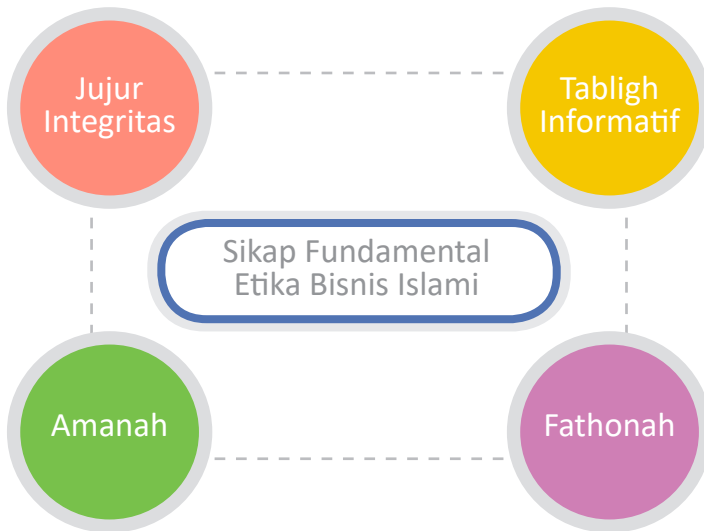 Jujur
Integritas
Tabligh
Informatif
Sikap Fundamental
Etika Bisnis Islami
Amanah
Fathonah